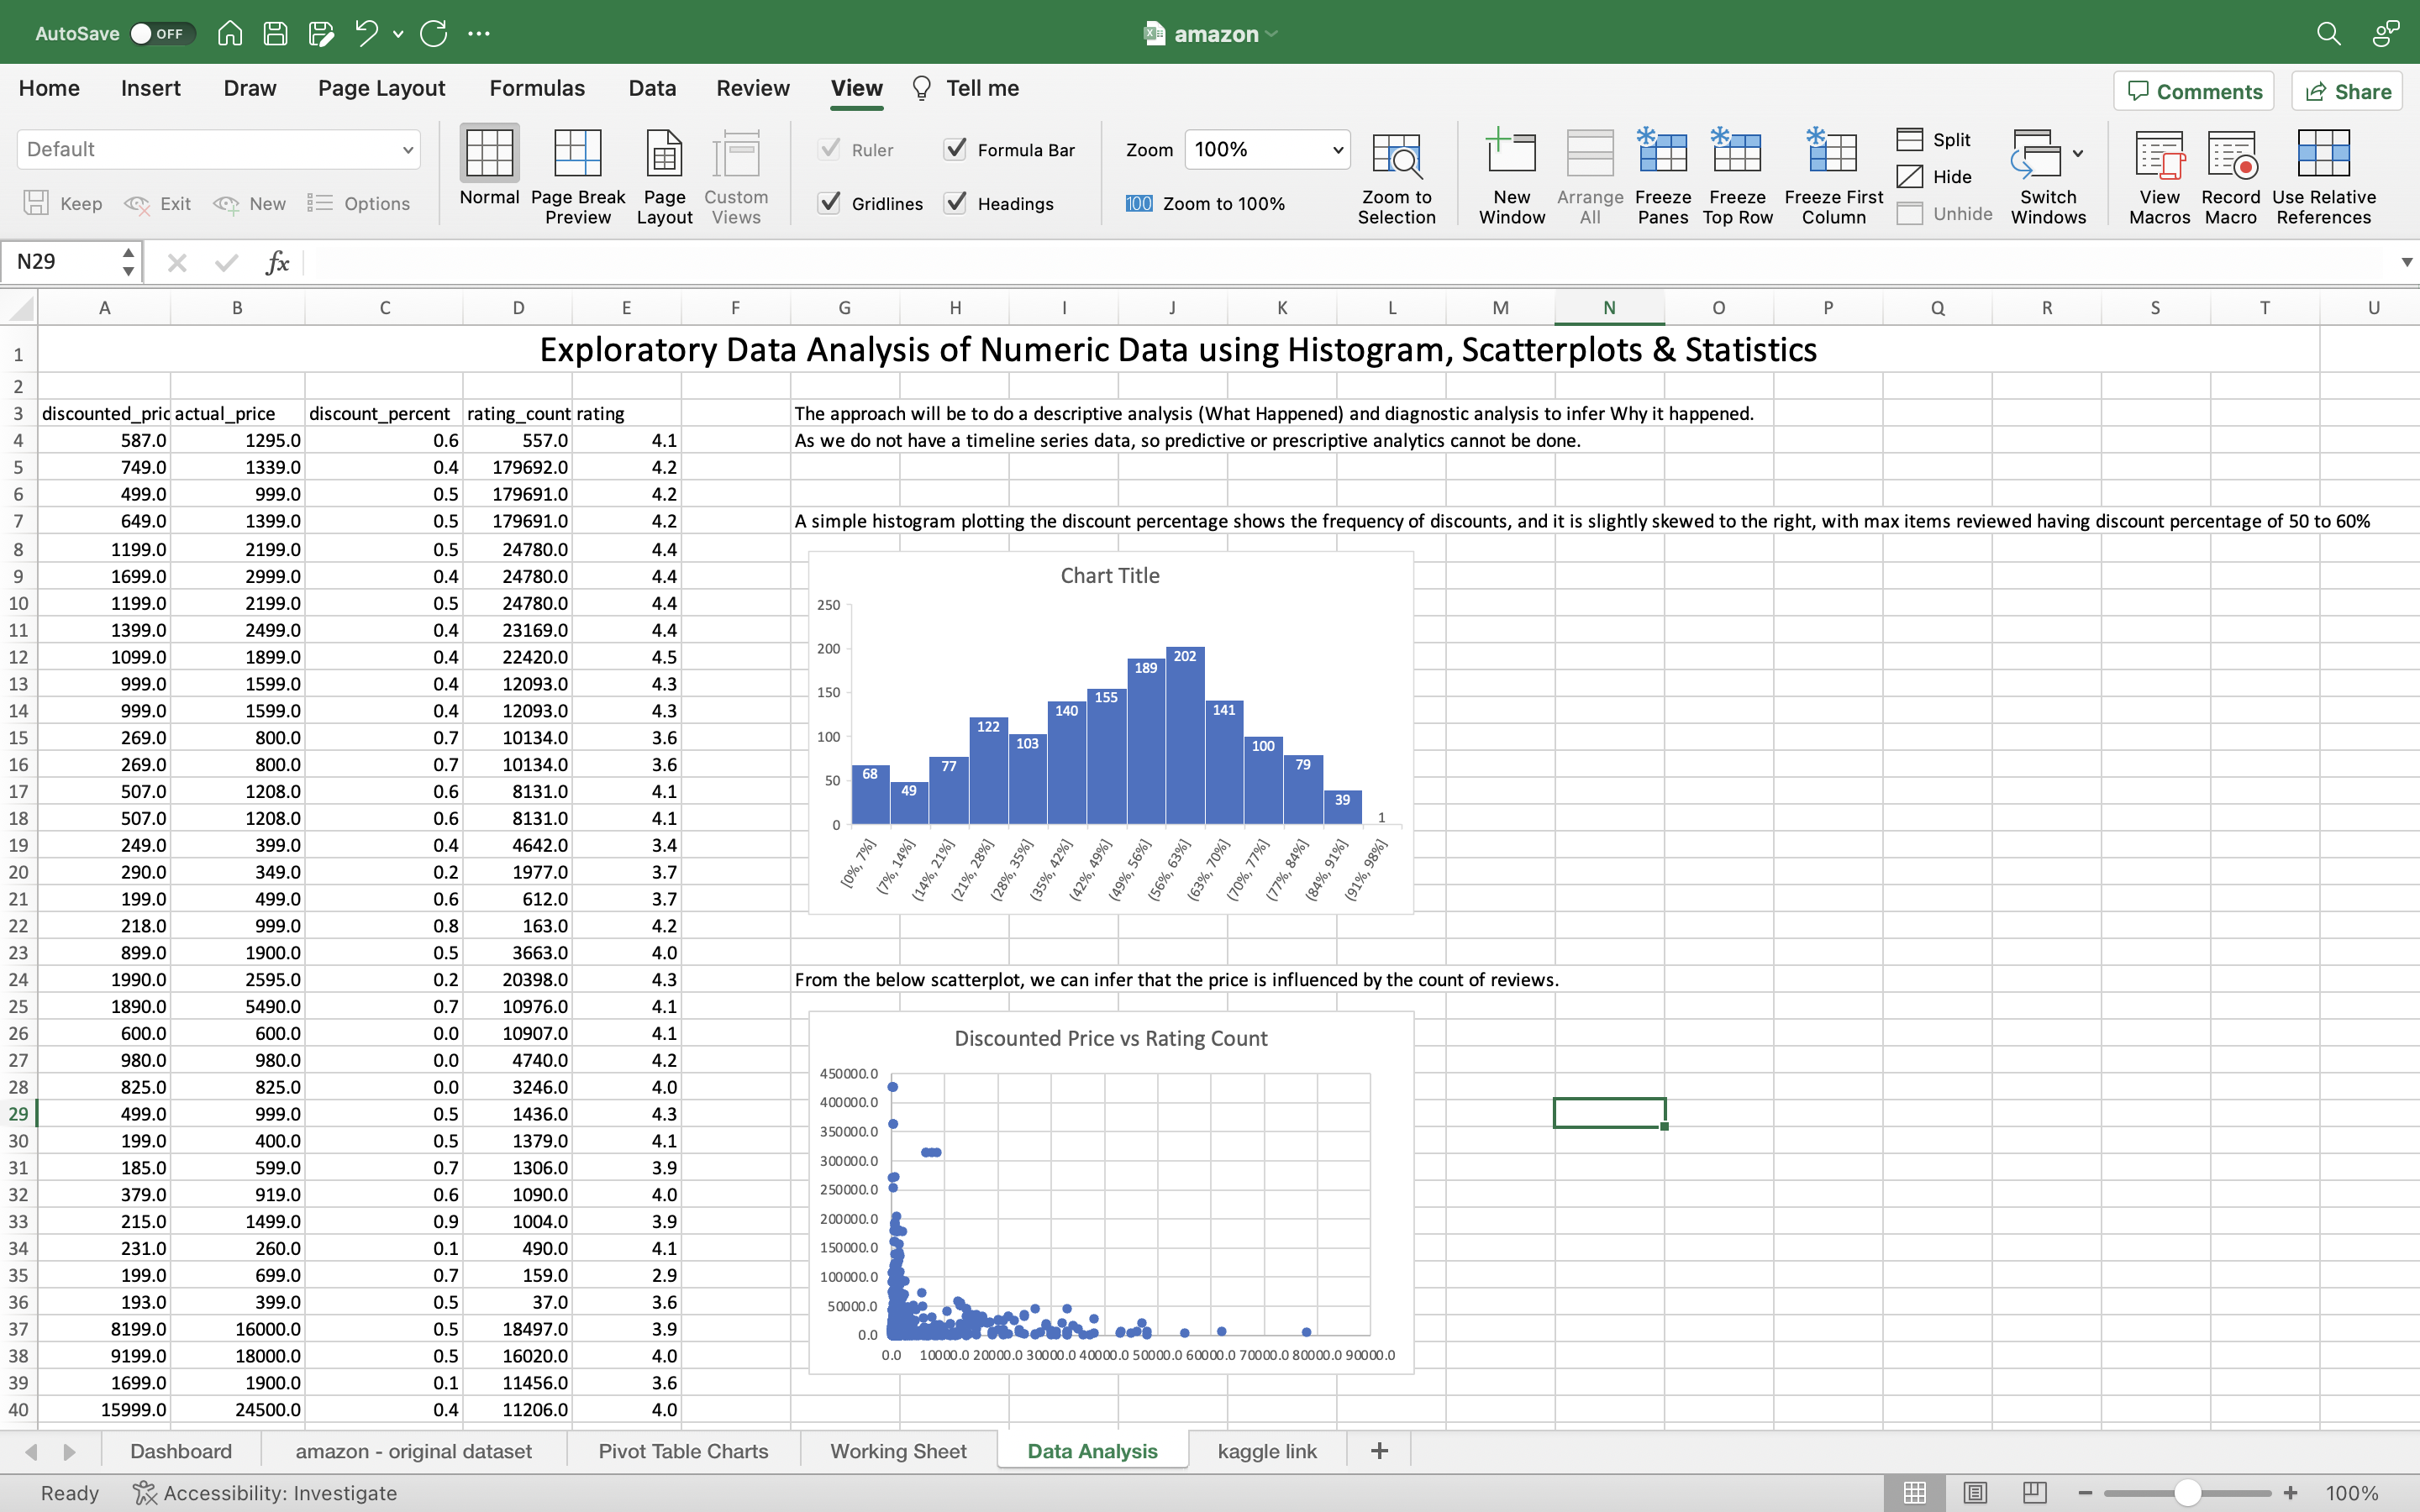 AutoSave OFF amazon
Home Insert Draw Page Layout Formulas Data Review View Tell me Comments Share
Default
Keep Exit New Options
Normal Page Break Preview Page Layout Custom Views
Ruler Formula Bar
Gridlines Headings
Zoom 100%
100 Zoom to 100%
Zoom to Selection
New Window Arrange All Freeze Panes Freeze Top Row Freeze First Column
Split
Hide
Unhide
Switch Windows
View Macros Record Macro Use Relative References
N29 fx
A B C D E F G H I J K L M N O P Q R S T U
1 Exploratory Data Analysis of Numeric Data using Histogram, Scatterplots & Statistics
2
3 discounted_pric actual_price discount_percent rating_count rating The approach will be to do a descriptive analysis (What Happened) and diagnostic analysis to infer Why it happened.
4 587.0 1295.0 0.6 557.0 4.1 As we do not have a timeline series data, so predictive or prescriptive analytics cannot be done.
5 749.0 1339.0 0.4 179692.0 4.2
6 499.0 999.0 0.5 179691.0 4.2
7 649.0 1399.0 0.5 179691.0 4.2 A simple histogram plotting the discount percentage shows the frequency of discounts, and it is slightly skewed to the right, with max items reviewed having discount percentage of 50 to 60%
8 1199.0 2199.0 0.5 24780.0 4.4
9 1699.0 2999.0 0.4 24780.0 4.4
10 1199.0 2199.0 0.5 24780.0 4.4
11 1399.0 2499.0 0.4 23169.0 4.4
12 1099.0 1899.0 0.4 22420.0 4.5
13 999.0 1599.0 0.4 12093.0 4.3
14 999.0 1599.0 0.4 12093.0 4.3
15 269.0 800.0 0.7 10134.0 3.6
16 269.0 800.0 0.7 10134.0 3.6
17 507.0 1208.0 0.6 8131.0 4.1
18 507.0 1208.0 0.6 8131.0 4.1
19 249.0 399.0 0.4 4642.0 3.4
20 290.0 349.0 0.2 1977.0 3.7
21 199.0 499.0 0.6 612.0 3.7
22 218.0 999.0 0.8 163.0 4.2
23 899.0 1900.0 0.5 3663.0 4.0
24 1990.0 2595.0 0.2 20398.0 4.3 From the below scatterplot, we can infer that the price is influenced by the count of reviews.
25 1890.0 5490.0 0.7 10976.0 4.1
26 600.0 600.0 0.0 10907.0 4.1
27 980.0 980.0 0.0 4740.0 4.2
28 825.0 825.0 0.0 3246.0 4.0
29 499.0 999.0 0.5 1436.0 4.3
30 199.0 400.0 0.5 1379.0 4.1
31 185.0 599.0 0.7 1306.0 3.9
32 379.0 919.0 0.6 1090.0 4.0
33 215.0 1499.0 0.9 1004.0 3.9
34 231.0 260.0 0.1 490.0 4.1
35 199.0 699.0 0.7 159.0 2.9
36 193.0 399.0 0.5 37.0 3.6
37 8199.0 16000.0 0.5 18497.0 3.9
38 9199.0 18000.0 0.5 16020.0 4.0
39 1699.0 1900.0 0.1 11456.0 3.6
40 15999.0 24500.0 0.4 11206.0 4.0
Chart Title
250
200
150
100
50
0
68 49 77 122 103 140 155 189 202 141 100 79 39 1
[0%, 7%] (7%, 14%] (14%, 21%] (21%, 28%] (28%, 35%] (35%, 42%] (42%, 49%] (49%, 56%] (56%, 63%] (63%, 70%] (70%, 77%] (77%, 84%] (84%, 91%] (91%, 98%]
Discounted Price vs Rating Count
450000.0
400000.0
350000.0
300000.0
250000.0
200000.0
150000.0
100000.0
50000.0
0.0
0.0 10000.0 20000.0 30000.0 40000.0 50000.0 60000.0 70000.0 80000.0 90000.0
Dashboard amazon - original dataset Pivot Table Charts Working Sheet Data Analysis kaggle link
Ready Accessibility: Investigate 100%